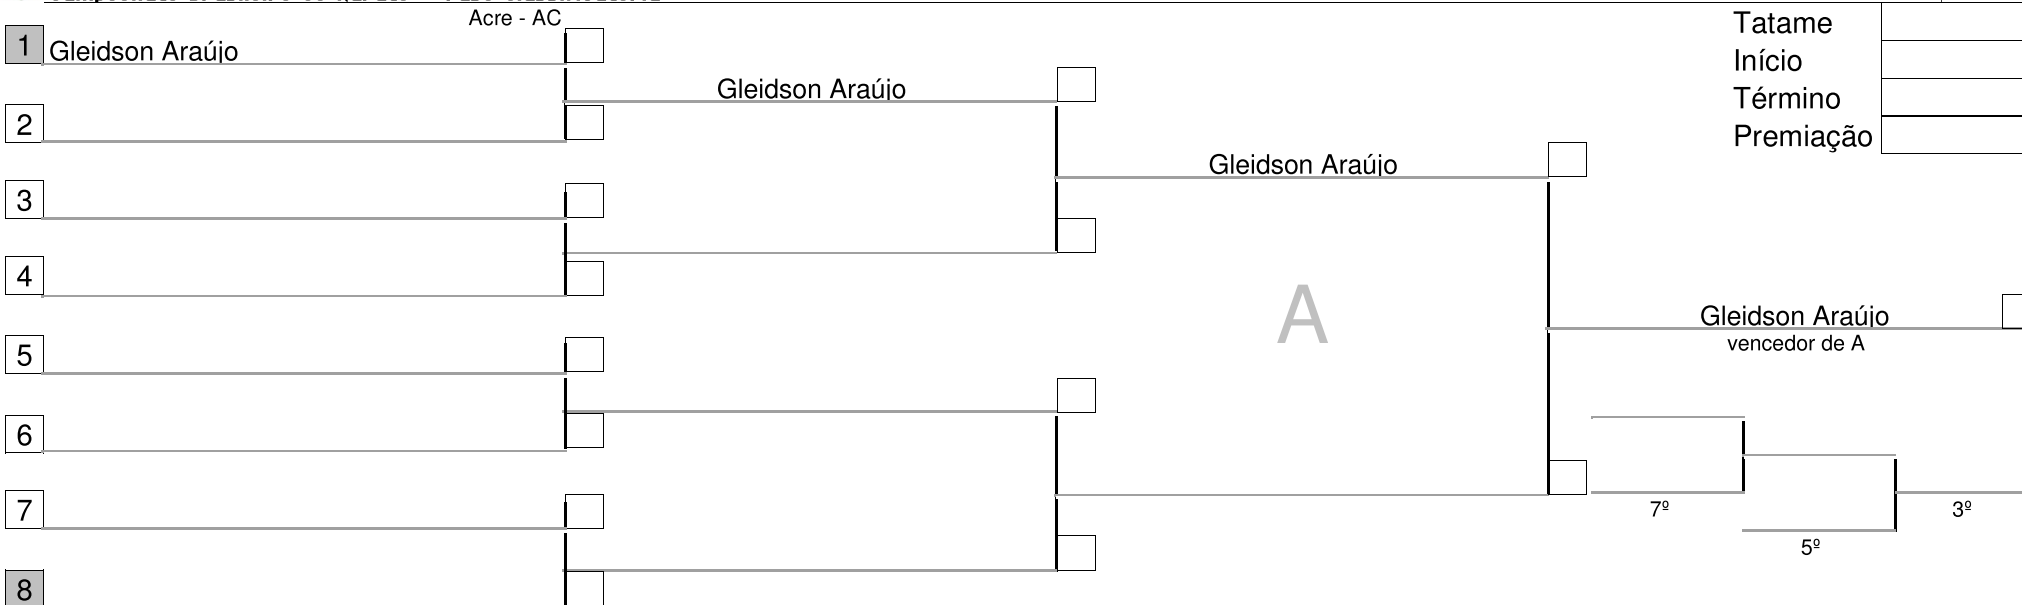 Acre - AC
1 Gleidson Araújo
Tatame
Início
Término
Premiação
Gleidson Araújo
2
Gleidson Araújo
3
4
A
Gleidson Araújo
vencedor de A
5
6
7
7º
3º
5º
8